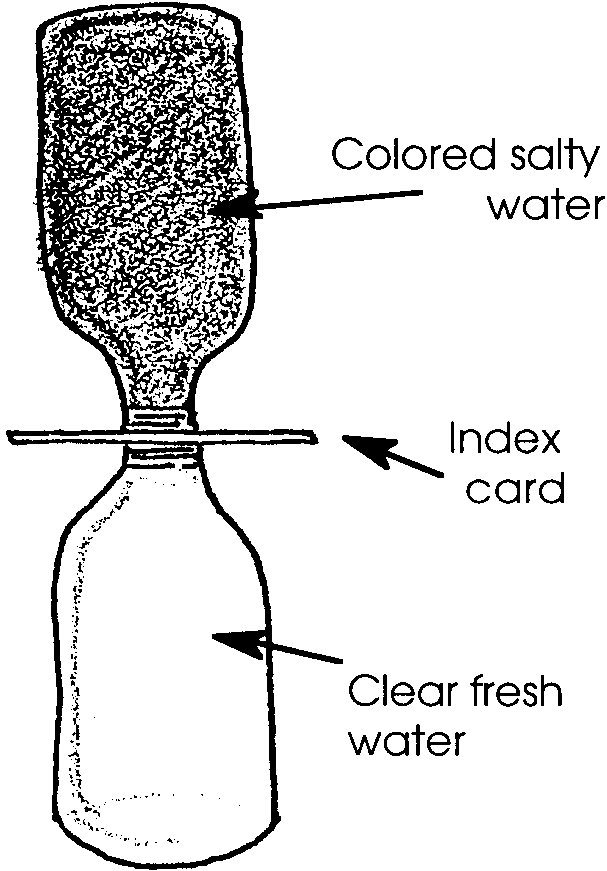 Colored salty
water
Index
card
Clear fresh
water